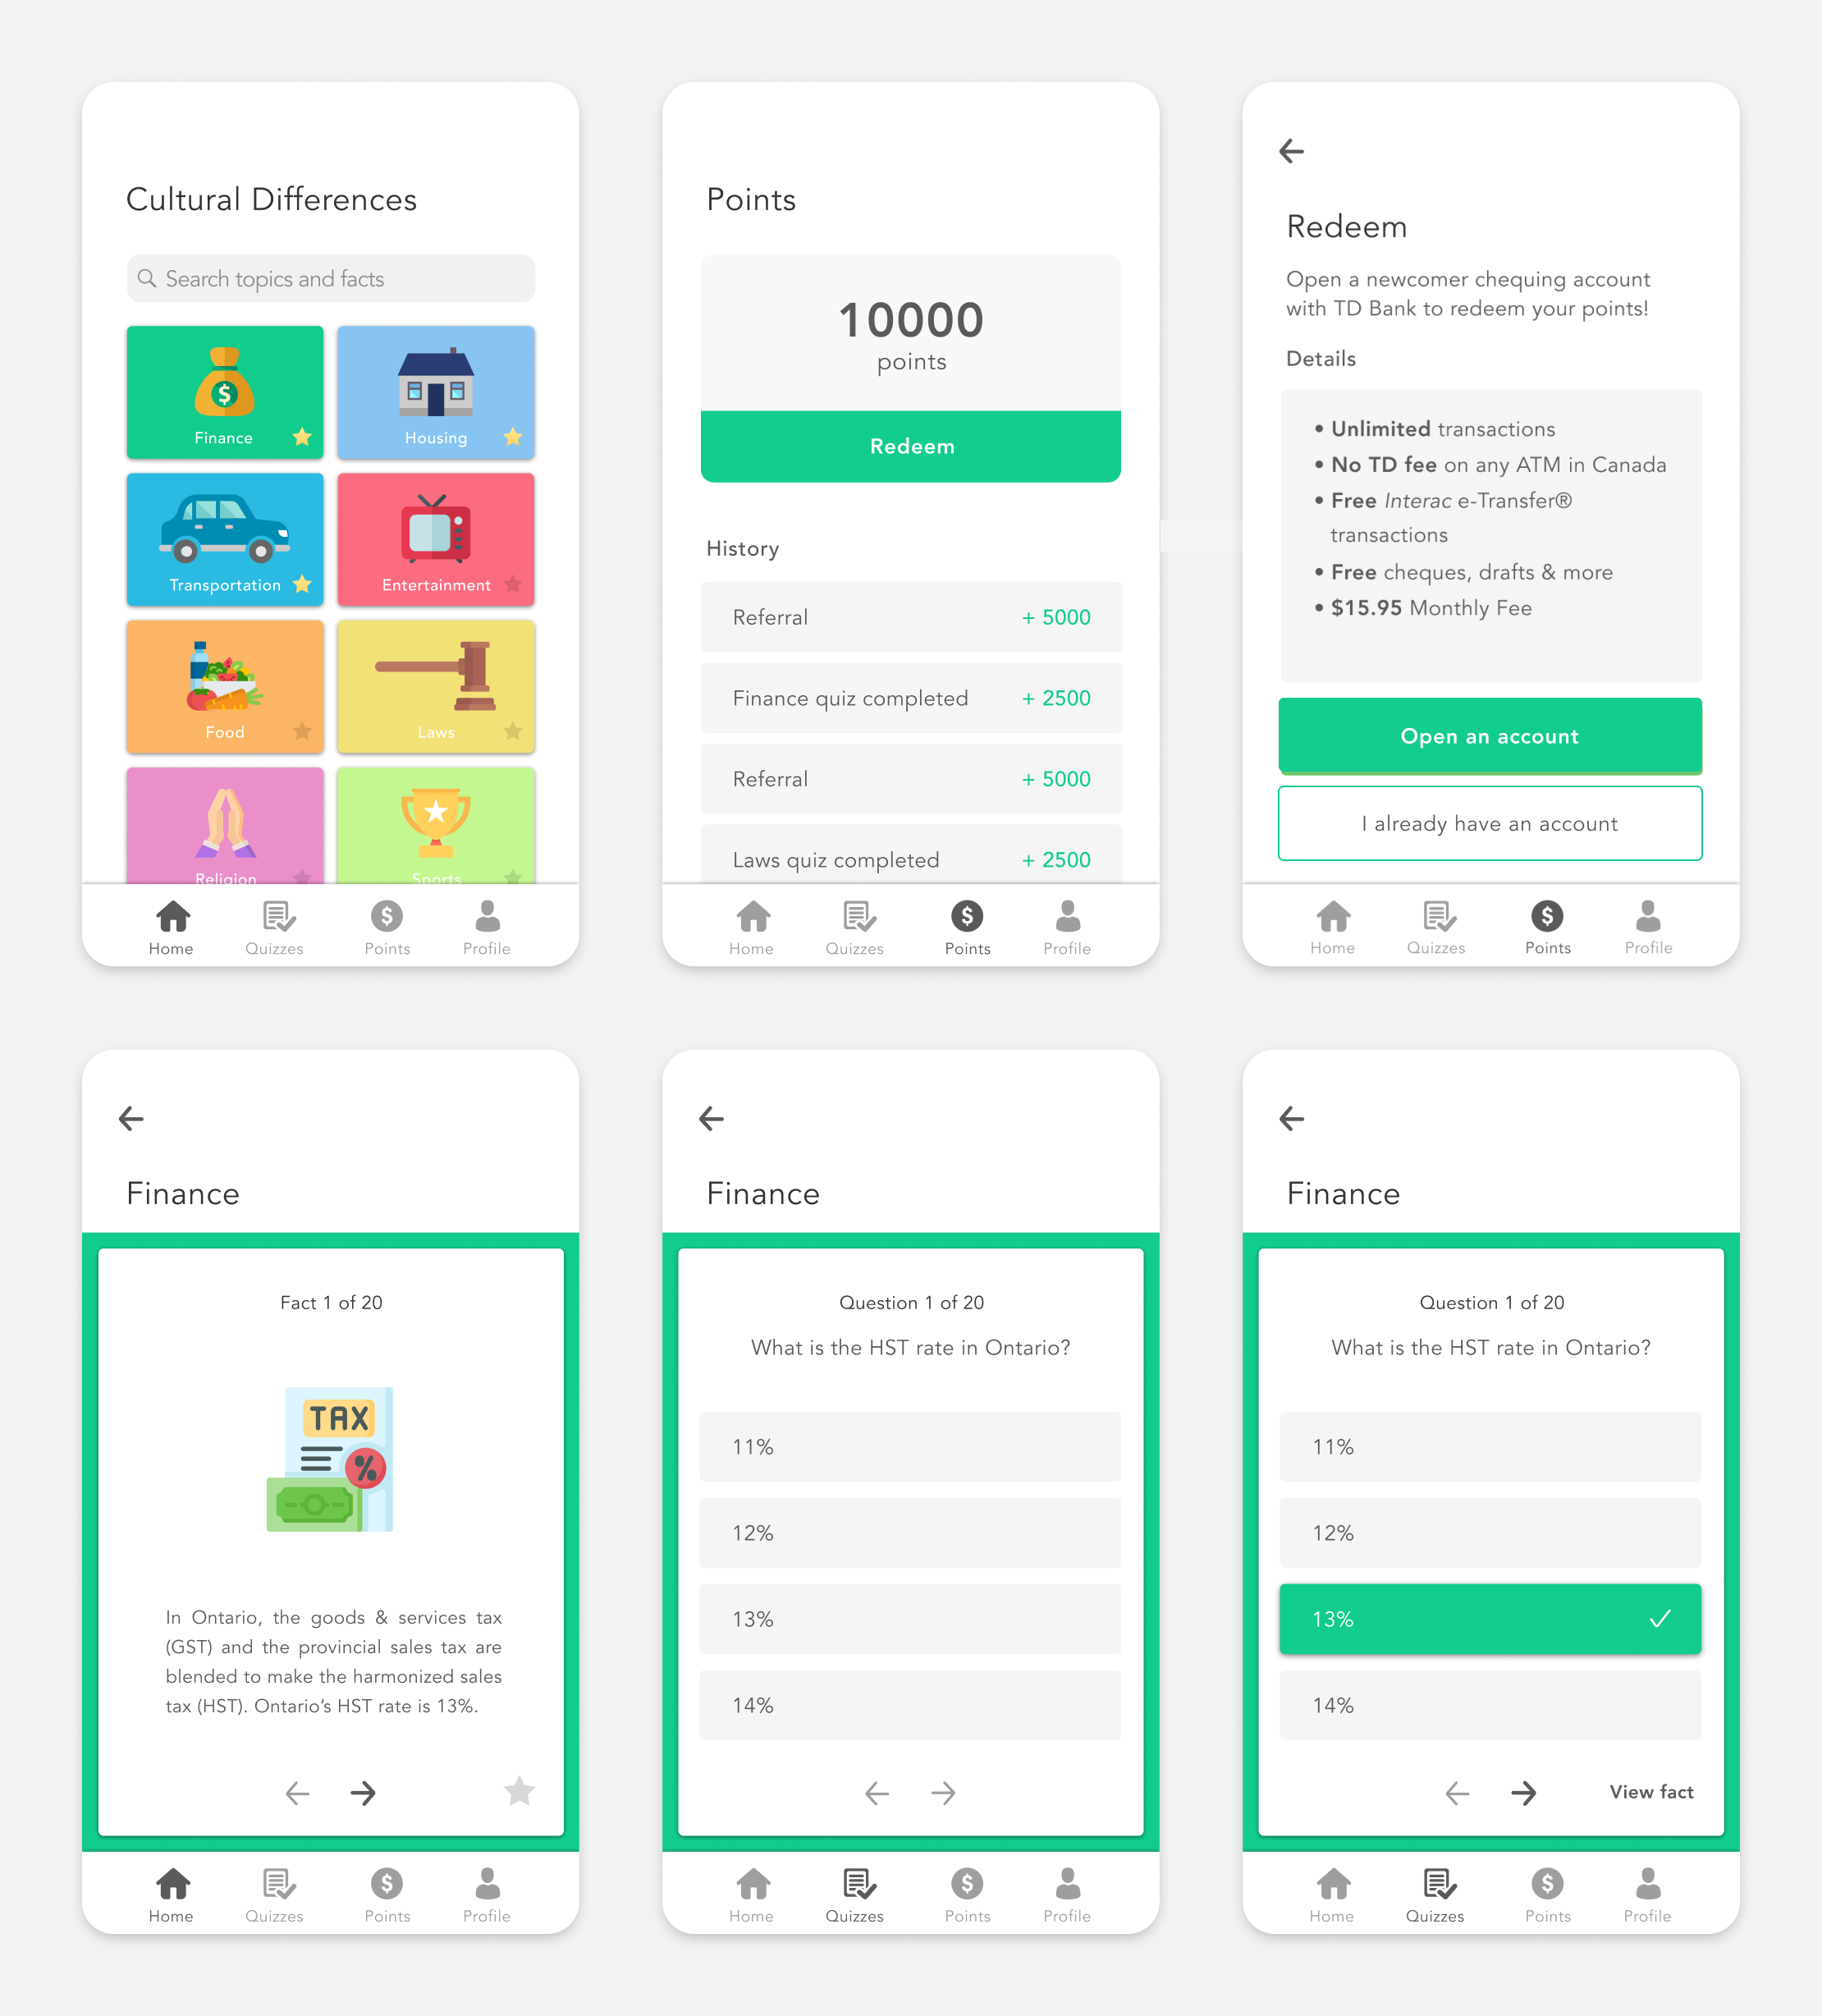 Cultural Differences
Search topics and facts
$
Finance
Housing
Transportation
Entertainment
Food
Laws
Religion
Sports
$
Home
Quizzes
Points
Profile
Points
10000
points
Redeem
History
Referral + 5000
Finance quiz completed + 2500
Referral + 5000
Laws quiz completed + 2500
$
Home
Quizzes
Points
Profile
Redeem
Open a newcomer chequing account
with TD Bank to redeem your points!
Details
• Unlimited transactions
• No TD fee on any ATM in Canada
• Free Interac e-Transfer®
transactions
• Free cheques, drafts & more
• $15.95 Monthly Fee
Open an account
I already have an account
$
Home
Quizzes
Points
Profile
Finance
Fact 1 of 20
TAX
%
In Ontario, the goods & services tax
(GST) and the provincial sales tax are
blended to make the harmonized sales
tax (HST). Ontario’s HST rate is 13%.
$
Home
Quizzes
Points
Profile
Finance
Question 1 of 20
What is the HST rate in Ontario?
11%
12%
13%
14%
$
Home
Quizzes
Points
Profile
Finance
Question 1 of 20
What is the HST rate in Ontario?
11%
12%
13%
14%
View fact
$
Home
Quizzes
Points
Profile